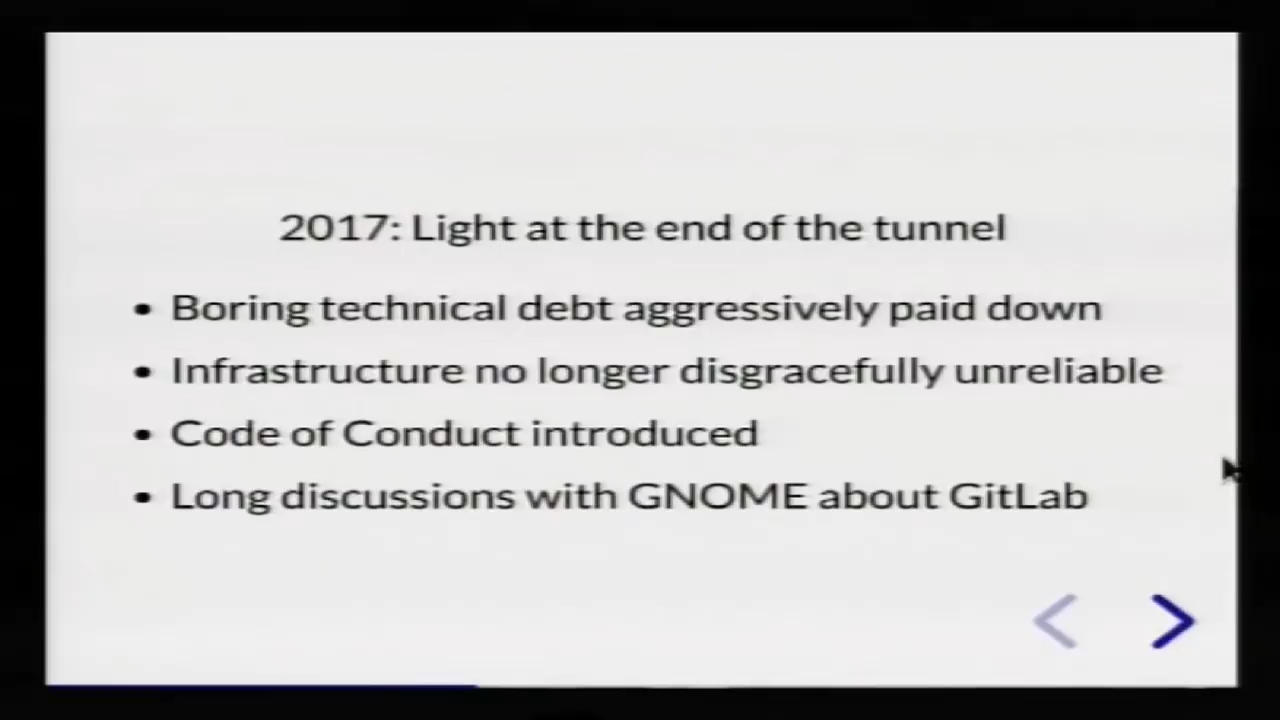 2017: Light at the end of the tunnel
• Boring technical debt aggressively paid down
• Infrastructure no longer disgracefully unreliable
• Code of Conduct introduced
• Long discussions with GNOME about GitLab